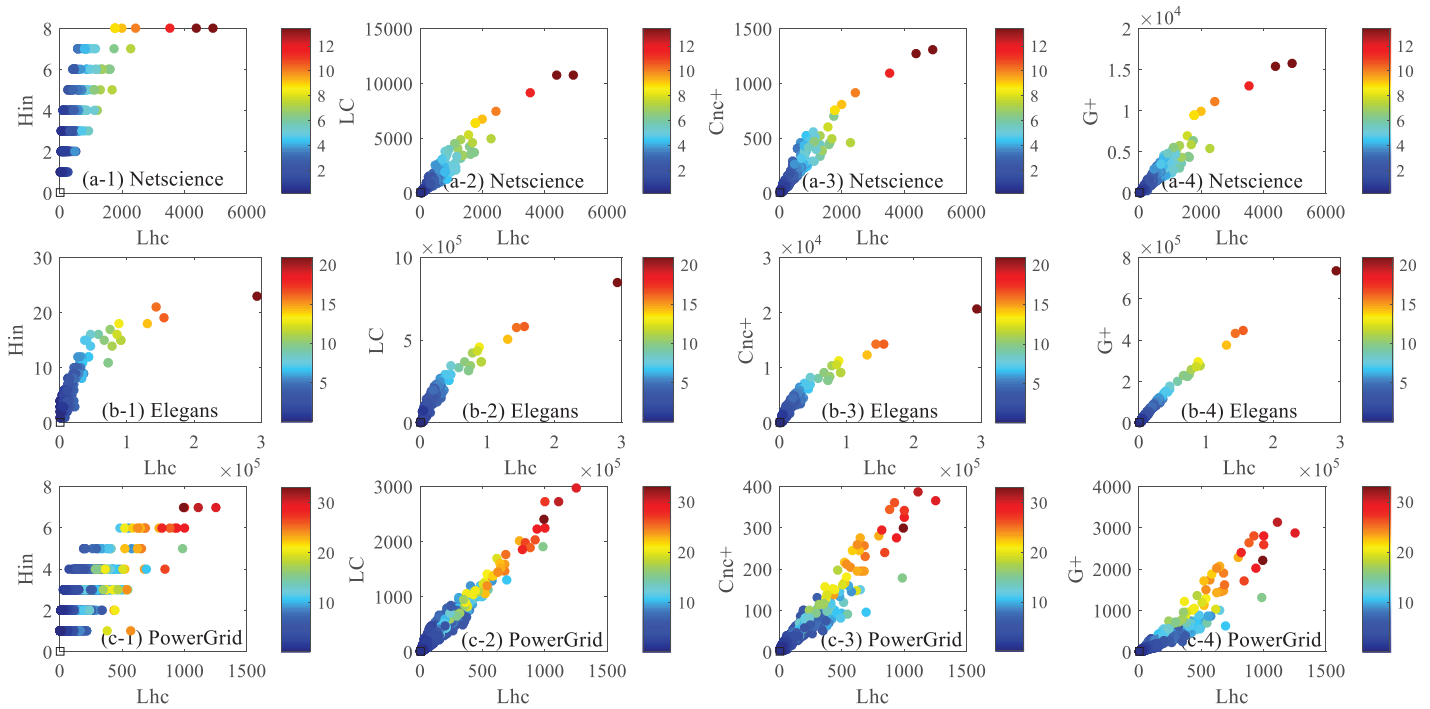 8
6
4
2
0
Hin
(a-1) Netscience
0 2000 4000 6000
Lhc
12
10
8
6
4
2
15000
10000
5000
0
LC
(a-2) Netscience
0 2000 4000 6000
Lhc
12
10
8
6
4
2
1500
1000
500
0
Cnc+
(a-3) Netscience
0 2000 4000 6000
Lhc
12
10
8
6
4
2
×10⁴
2
1.5
1
0.5
0
G+
(a-4) Netscience
0 2000 4000 6000
Lhc
12
10
8
6
4
2
30
20
10
0
Hin
(b-1) Elegans
0 1 2 3
Lhc ×10⁵
20
15
10
5
×10⁵
10
5
0
LC
(b-2) Elegans
0 1 2 3
Lhc ×10⁵
20
15
10
5
×10⁴
3
2
1
0
Cnc+
(b-3) Elegans
0 1 2 3
Lhc ×10⁵
20
15
10
5
×10⁵
8
6
4
2
0
G+
(b-4) Elegans
0 1 2 3
Lhc ×10⁵
20
15
10
5
8
6
4
2
0
Hin
(c-1) PowerGrid
0 500 1000 1500
Lhc
30
20
10
3000
2000
1000
0
LC
(c-2) PowerGrid
0 500 1000 1500
Lhc
30
20
10
400
300
200
100
0
Cnc+
(c-3) PowerGrid
0 500 1000 1500
Lhc
30
20
10
4000
3000
2000
1000
0
G+
(c-4) PowerGrid
0 500 1000 1500
Lhc
30
20
10